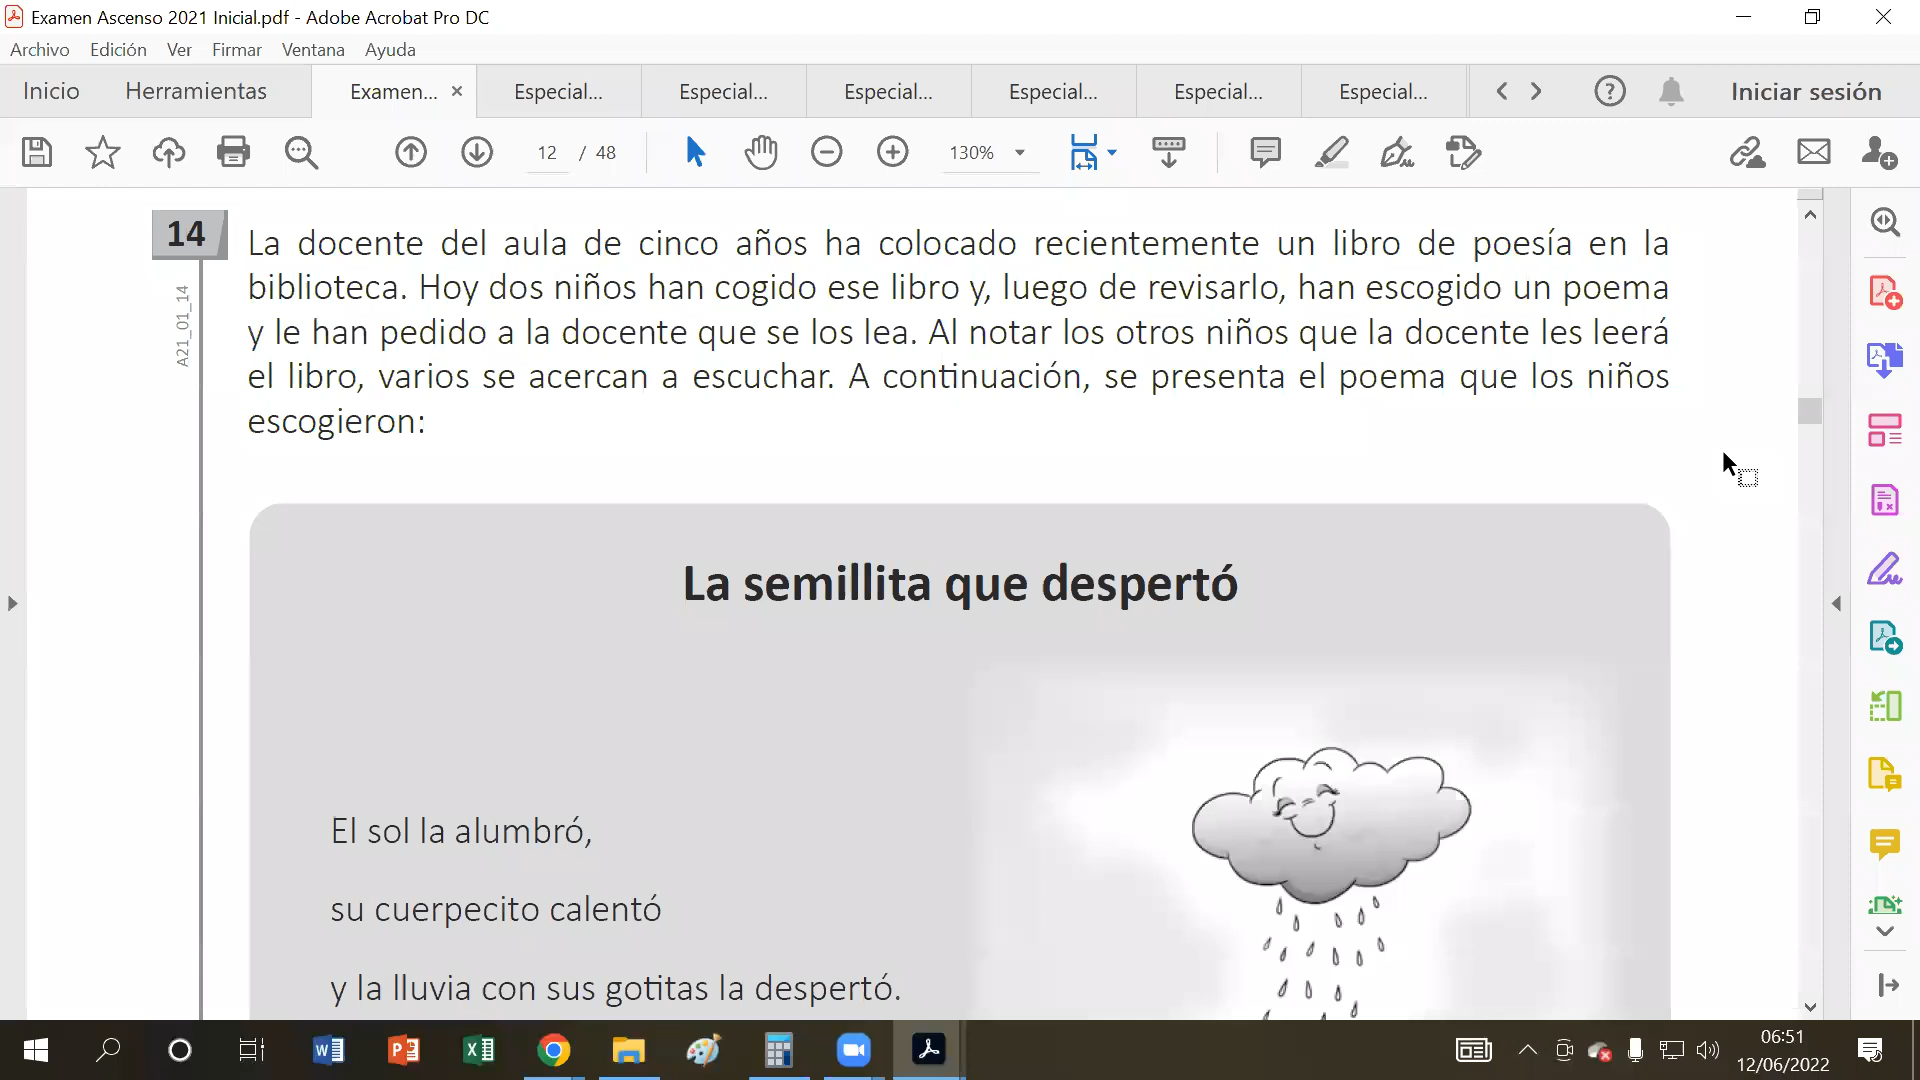 Examen Ascenso 2021 Inicial.pdf - Adobe Acrobat Pro DC
Archivo Edición Ver Firmar Ventana Ayuda
Inicio Herramientas Examen... × Especial... Especial... Especial... Especial... Especial... Especial... Iniciar sesión
12 / 48 130%
14
A21_01_14
La docente del aula de cinco años ha colocado recientemente un libro de poesía en la
biblioteca. Hoy dos niños han cogido ese libro y, luego de revisarlo, han escogido un poema
y le han pedido a la docente que se los lea. Al notar los otros niños que la docente les leerá
el libro, varios se acercan a escuchar. A continuación, se presenta el poema que los niños
escogieron:
La semillita que despertó
El sol la alumbró,
su cuerpecito calentó
y la lluvia con sus gotitas la despertó.
06:51
12/06/2022